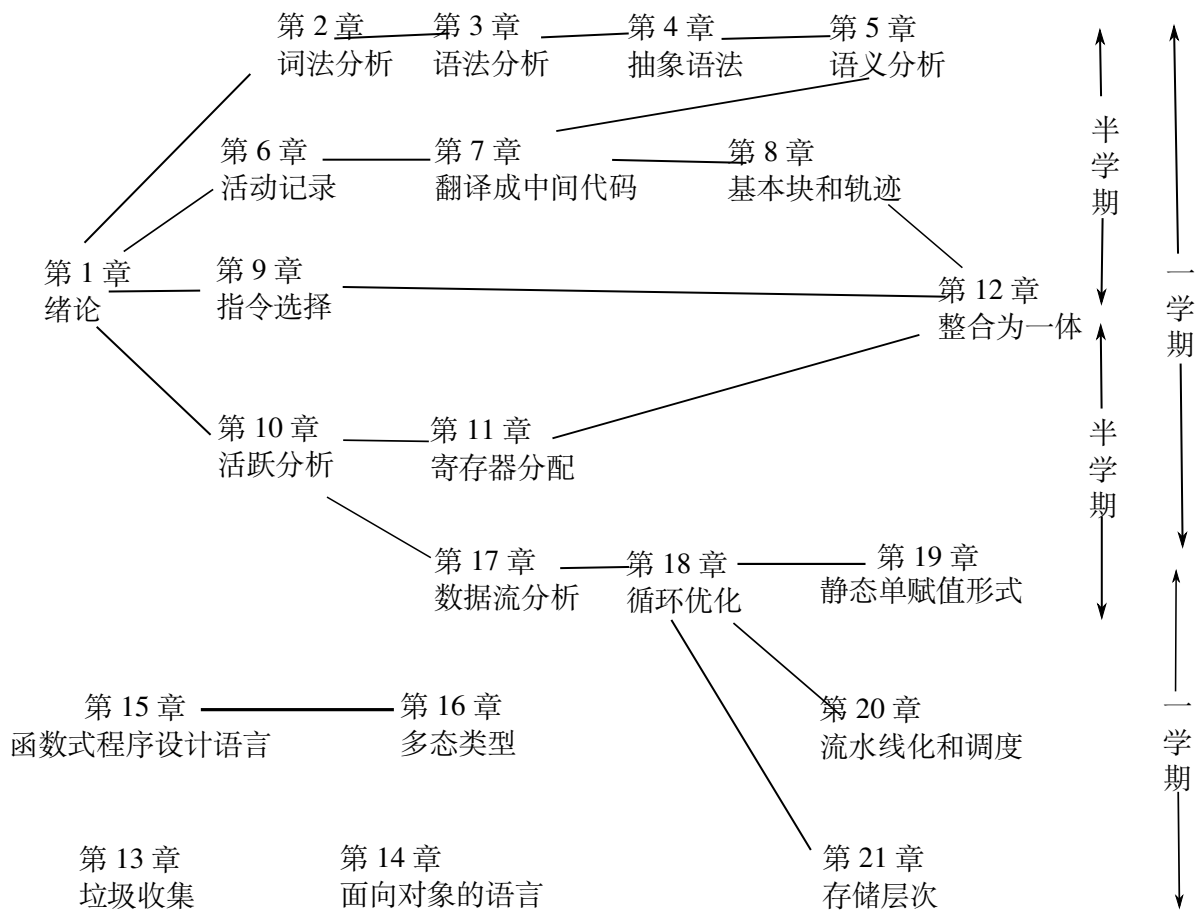 第 2 章
词法分析
第 3 章
语法分析
第 4 章
抽象语法
第 5 章
语义分析
第 6 章
活动记录
第 7 章
翻译成中间代码
第 8 章
基本块和轨迹
第 1 章
绪论
第 9 章
指令选择
第 12 章
整合为一体
第 10 章
活跃分析
第 11 章
寄存器分配
第 17 章
数据流分析
第 18 章
循环优化
第 19 章
静态单赋值形式
第 15 章
函数式程序设计语言
第 16 章
多态类型
第 20 章
流水线化和调度
第 13 章
垃圾收集
第 14 章
面向对象的语言
第 21 章
存储层次
半学期
半学期
一学期
一学期